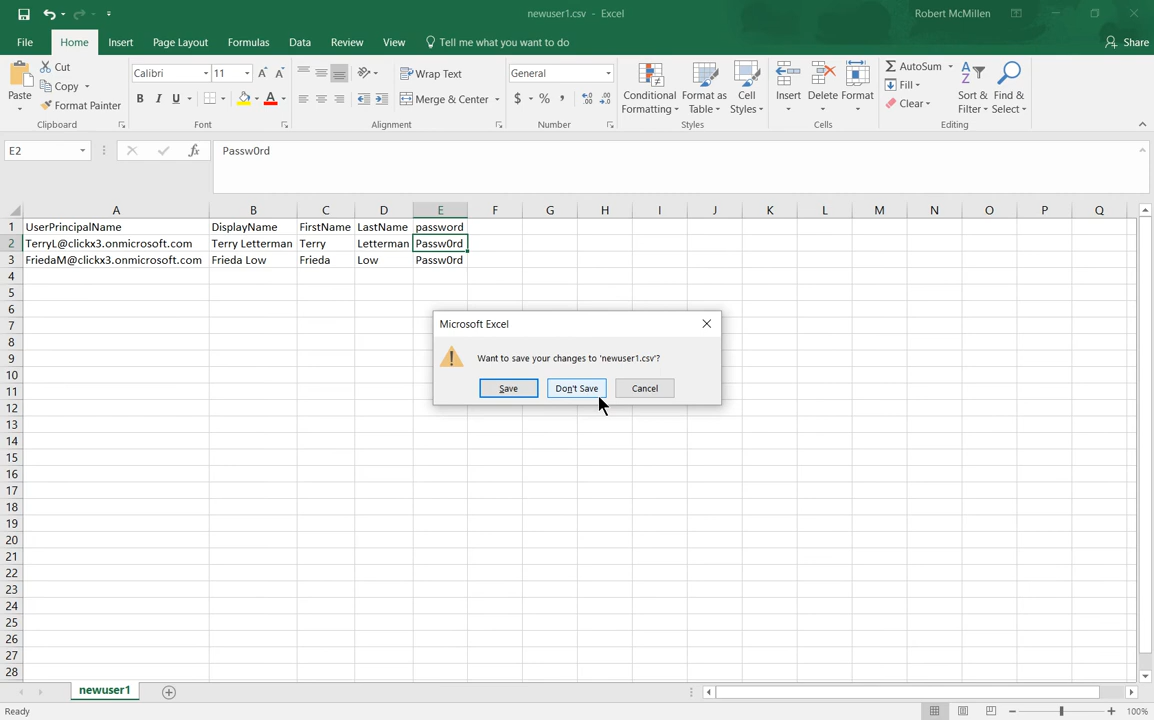 newuser1.csv - Excel
Robert McMillen
File Home Insert Page Layout Formulas Data Review View Tell me what you want to do Share
Paste
Cut
Copy
Format Painter
Clipboard
Calibri 11
B I U
A
Font
Wrap Text
Merge & Center
Alignment
General
$ % ,
Number
Conditional Formatting
Format as Table
Cell Styles
Styles
Insert Delete Format
Cells
AutoSum
Fill
Clear
Sort & Filter
Find & Select
Editing
E2 fx Passw0rd
A B C D E F G H I J K L M N O P Q
1 UserPrincipalName DisplayName FirstName LastName password
2 TerryL@clickx3.onmicrosoft.com Terry Letterman Terry Letterman Passw0rd
3 FriedaM@clickx3.onmicrosoft.com Frieda Low Frieda Low Passw0rd
4
5
6
7
8
9
10
11
12
13
14
15
16
17
18
19
20
21
22
23
24
25
26
27
28
Microsoft Excel
Want to save your changes to 'newuser1.csv'?
Save Don't Save Cancel
newuser1
Ready
100%